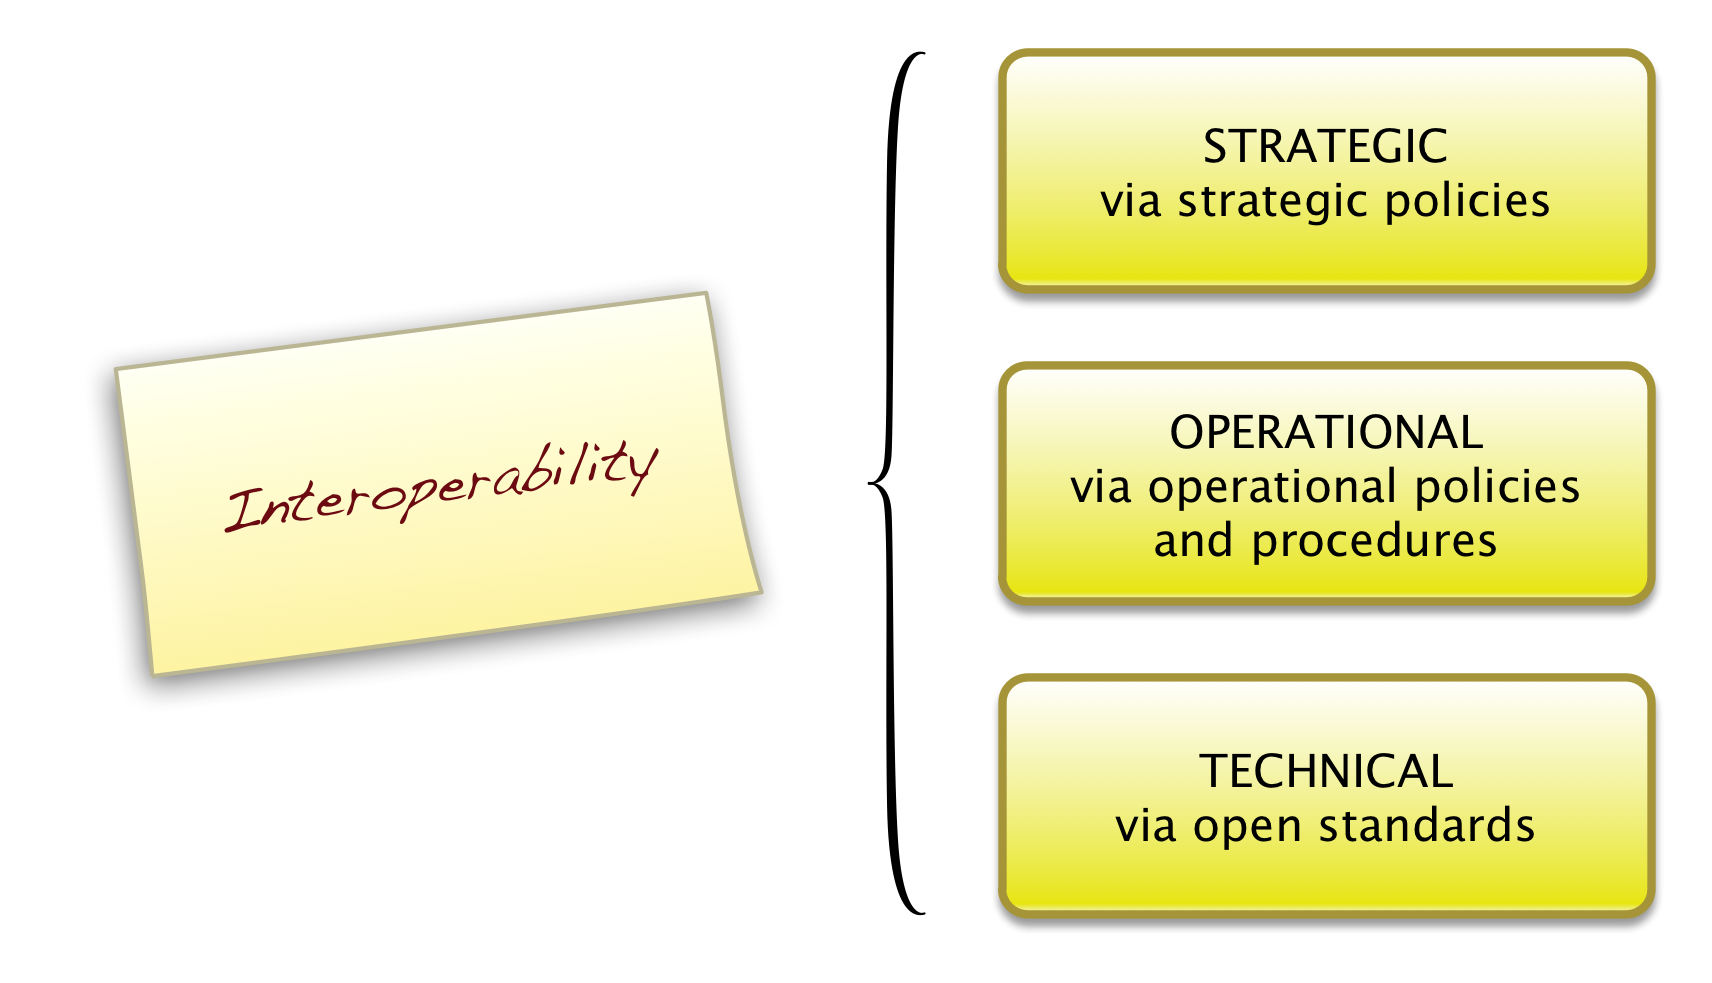 Interoperability
STRATEGIC
via strategic policies
OPERATIONAL
via operational policies
and procedures
TECHNICAL
via open standards